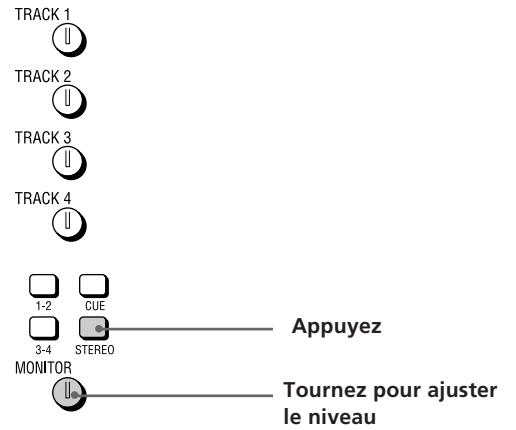 TRACK 1
TRACK 2
TRACK 3
TRACK 4
1-2 CUE
3-4 STEREO
Appuyez
MONITOR
Tournez pour ajuster
le niveau